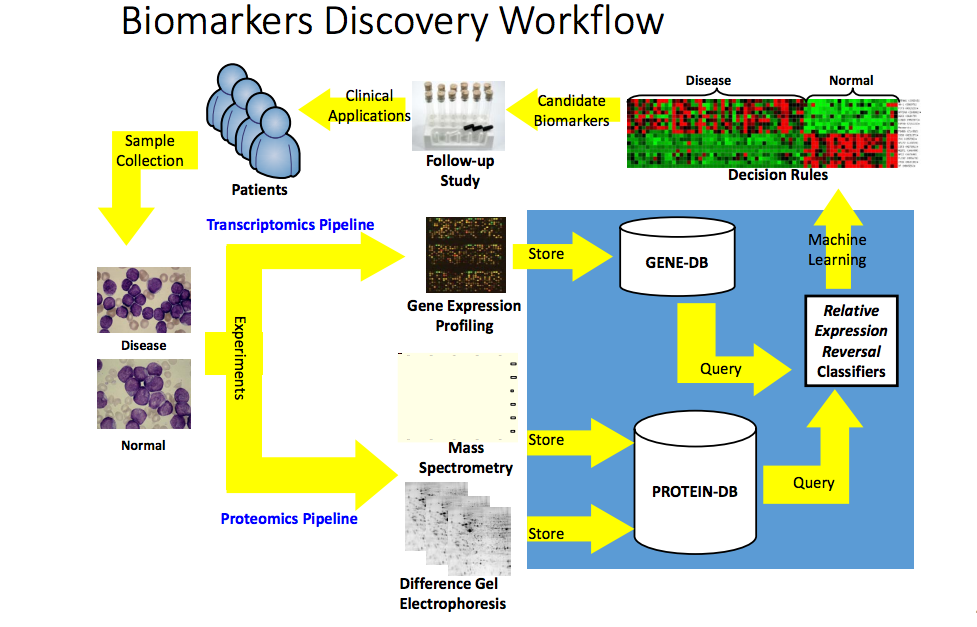 Biomarkers Discovery Workflow
Disease
Normal
Clinical
Applications
Candidate
Biomarkers
Sample
Collection
Follow-up
Study
Patients
Decision Rules
Transcriptomics Pipeline
Machine
Learning
Store
GENE-DB
Gene Expression
Profiling
Relative
Expression
Reversal
Classifiers
Disease
Experiments
Query
Normal
Mass
Spectrometry
Store
PROTEIN-DB
Query
Proteomics Pipeline
Store
Difference Gel
Electrophoresis